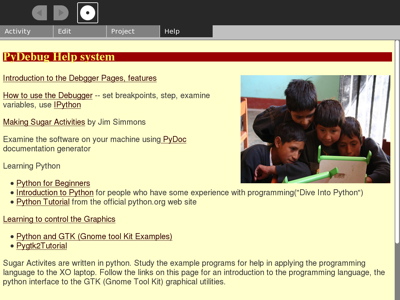 Activity Edit Project Help
PyDebug Help system
Introduction to the Debgger Pages, features
How to use the Debugger -- set breakpoints, step, examine
variables, use IPython
Making Sugar Activities by Jim Simmons
Examine the software on your machine using PyDoc
documentation generator
Learning Python
• Python for Beginners
• Introduction to Python for people who have some experience with programming("Dive Into Python")
• Python Tutorial from the official python.org web site
Learning to control the Graphics
• Python and GTK (Gnome tool Kit Examples)
• Pygtk2Tutorial
Sugar Activites are written in python. Study the example programs for help in applying the programming
language to the XO laptop. Follow the links on this page for an introduction to the programming language, the
python interface to the GTK (Gnome Tool Kit) graphical utilities.